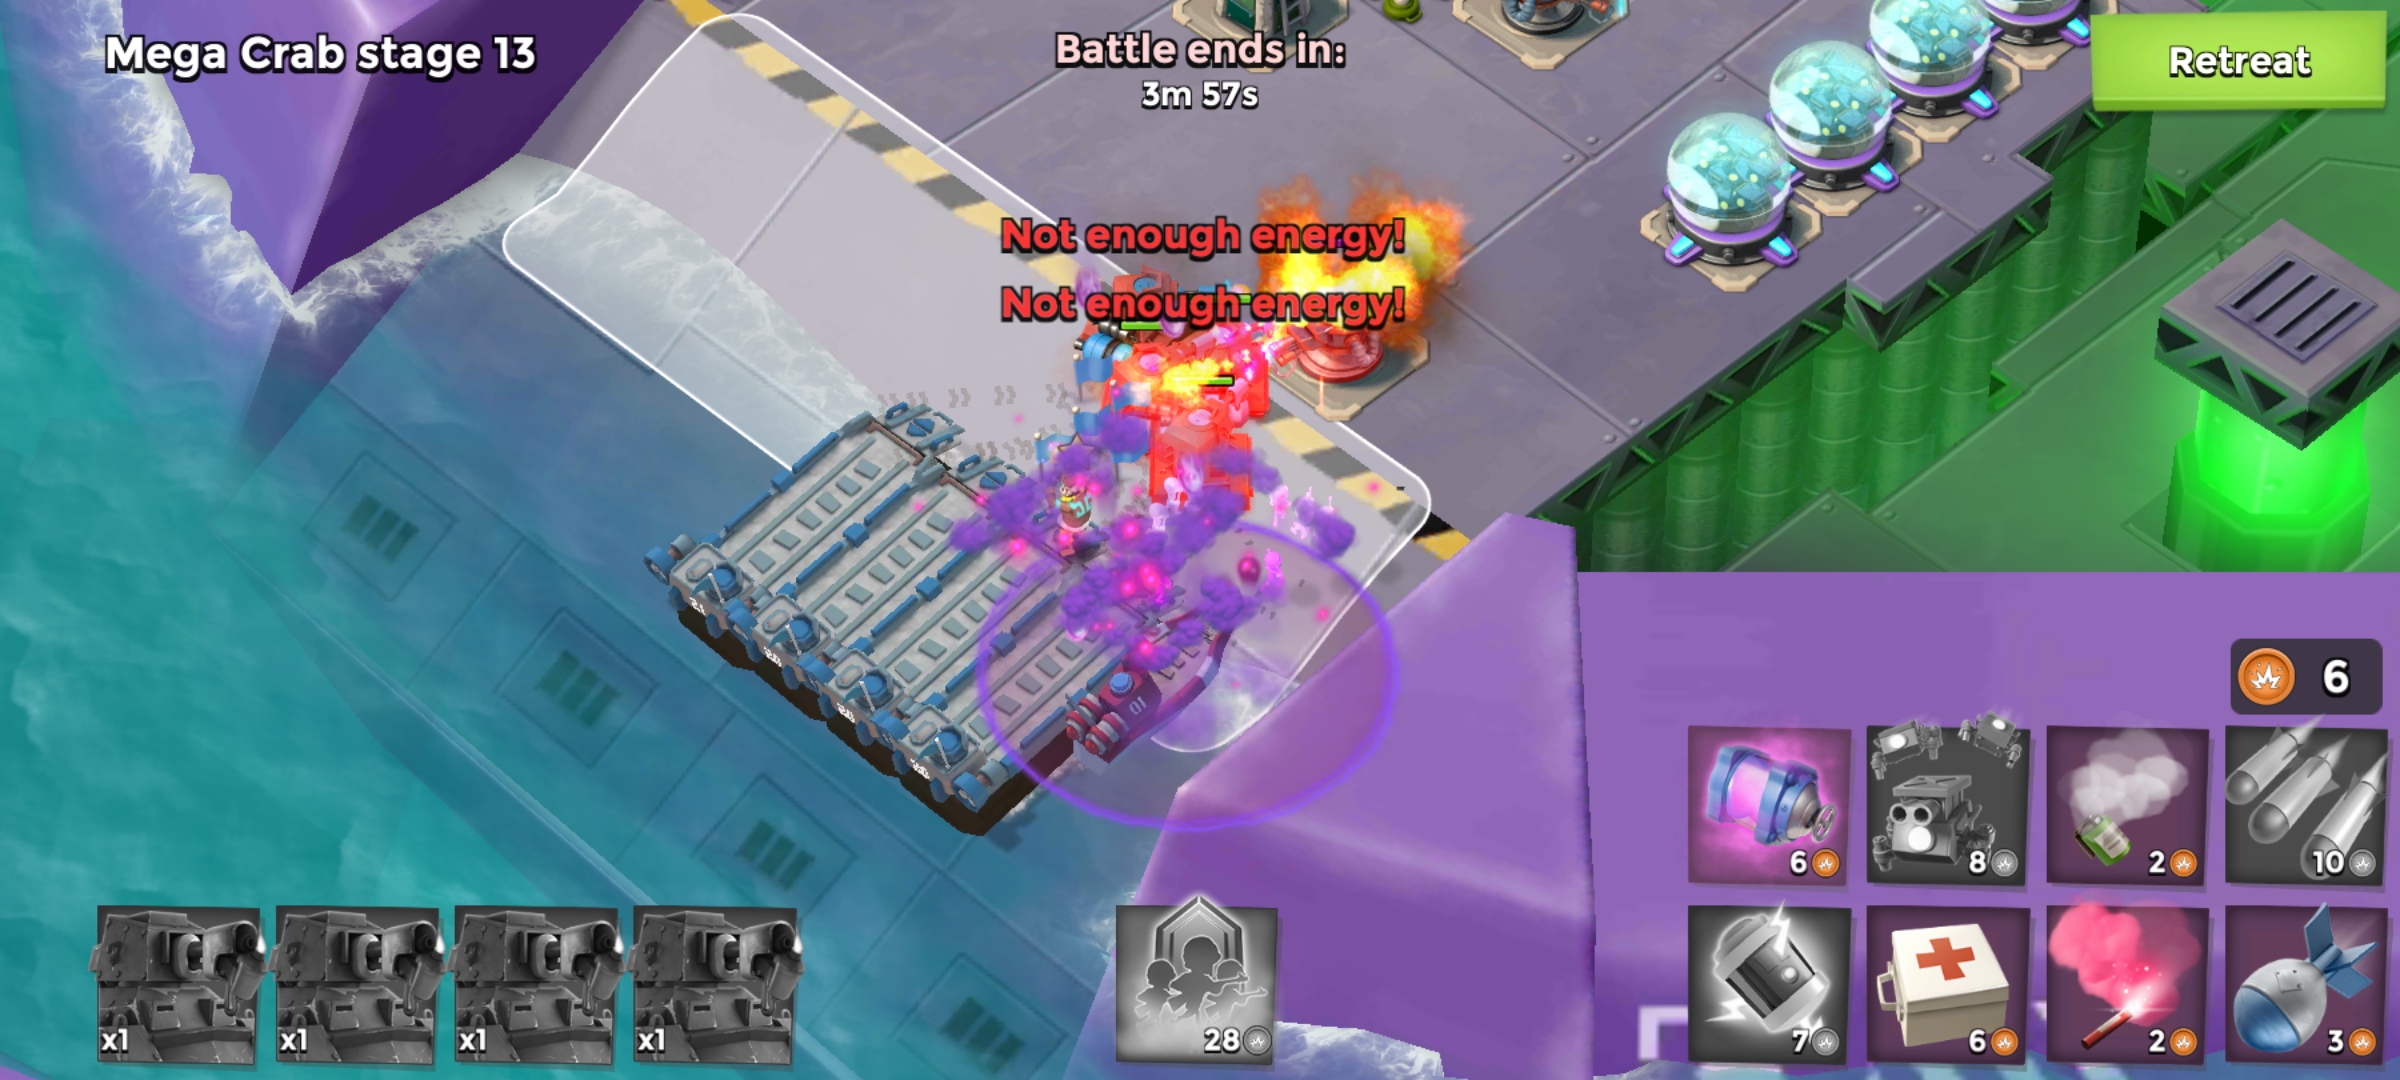 Mega Crab stage 13
Battle ends in:
3m 57s
Retreat
Not enough energy!
Not enough energy!
6
6
8
2
10
x1
x1
x1
x1
28
7
6
2
3